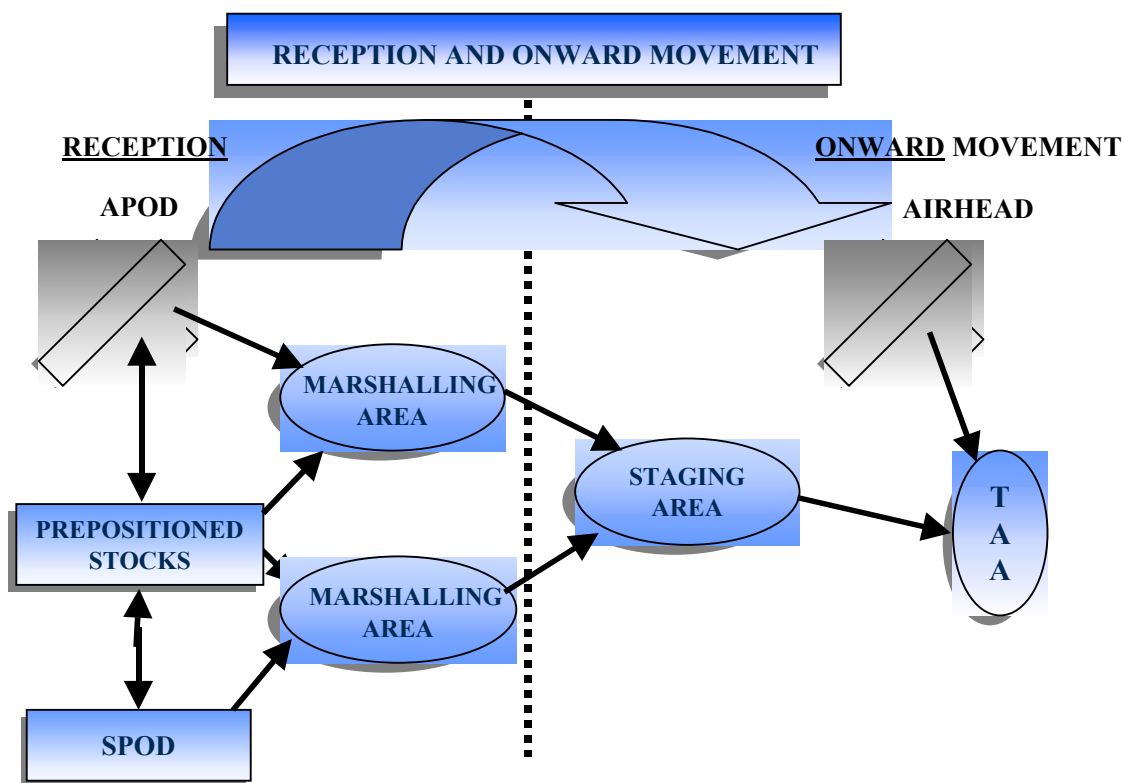 RECEPTION AND ONWARD MOVEMENT
RECEPTION
ONWARD MOVEMENT
APOD
AIRHEAD
MARSHALLING
AREA
STAGING
AREA
T
A
A
PREPOSITIONED
STOCKS
MARSHALLING
AREA
SPOD